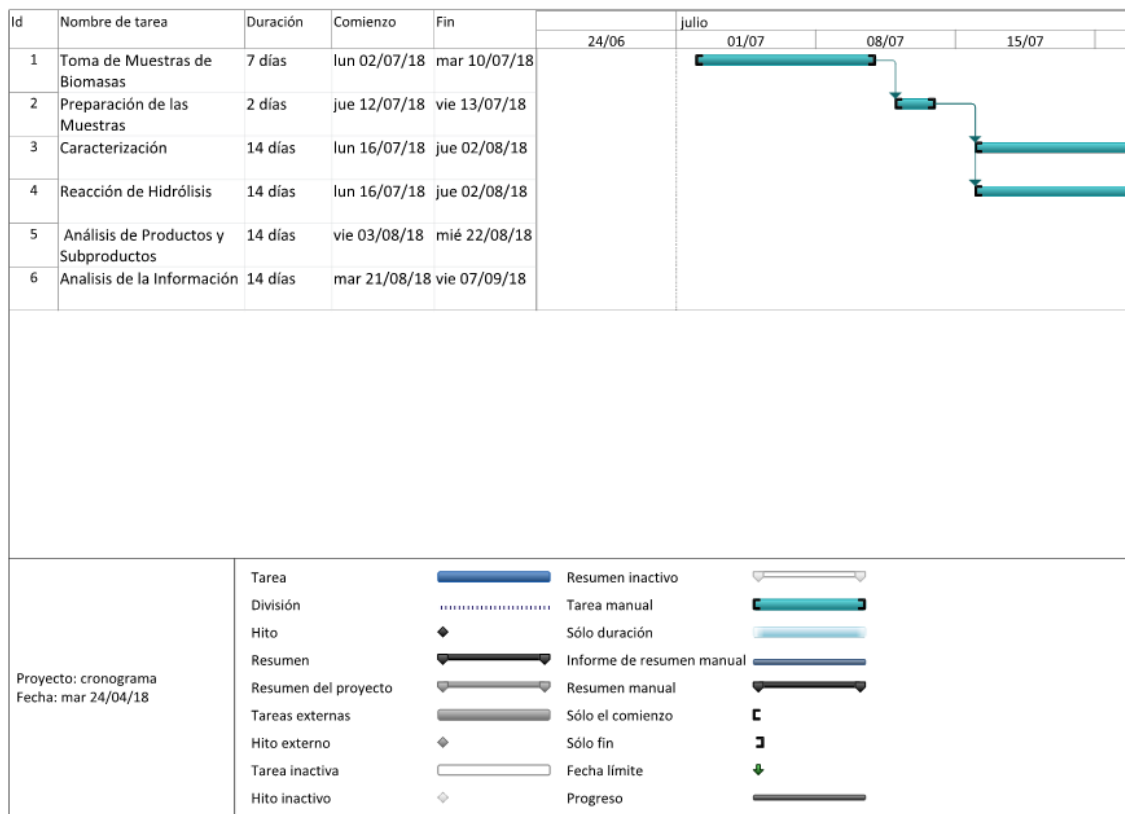 Id Nombre de tarea Duración Comienzo Fin julio
24/06 01/07 08/07 15/07
1 Toma de Muestras de Biomasas 7 días lun 02/07/18 mar 10/07/18
2 Preparación de las Muestras 2 días jue 12/07/18 vie 13/07/18
3 Caracterización 14 días lun 16/07/18 jue 02/08/18
4 Reacción de Hidrólisis 14 días lun 16/07/18 jue 02/08/18
5 Análisis de Productos y Subproductos 14 días vie 03/08/18 mié 22/08/18
6 Analisis de la Información 14 días mar 21/08/18 vie 07/09/18
Proyecto: cronograma
Fecha: mar 24/04/18
Tarea
División
Hito
Resumen
Resumen del proyecto
Tareas externas
Hito externo
Tarea inactiva
Hito inactivo
Resumen inactivo
Tarea manual
Sólo duración
Informe de resumen manual
Resumen manual
Sólo el comienzo
Sólo fin
Fecha límite
Progreso